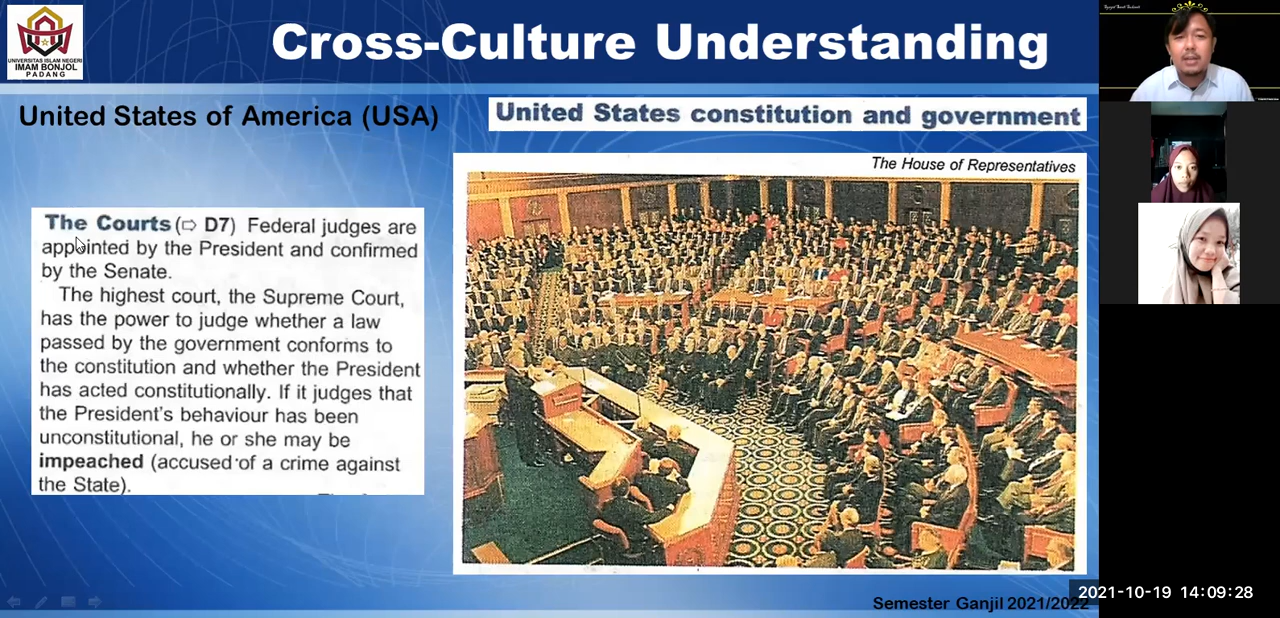 UNIVERSITAS ISLAM NEGERI
IMAM BONJOL
PADANG
Cross-Culture Understanding
United States of America (USA)
United States constitution and government
The House of Representatives
The Courts (⇨ D7) Federal judges are
appointed by the President and confirmed
by the Senate.
The highest court, the Supreme Court,
has the power to judge whether a law
passed by the government conforms to
the constitution and whether the President
has acted constitutionally. If it judges that
the President's behaviour has been
unconstitutional, he or she may be
impeached (accused of a crime against
the State).
Semester Ganjil 2021/2022
2021-10-19 14:09:28